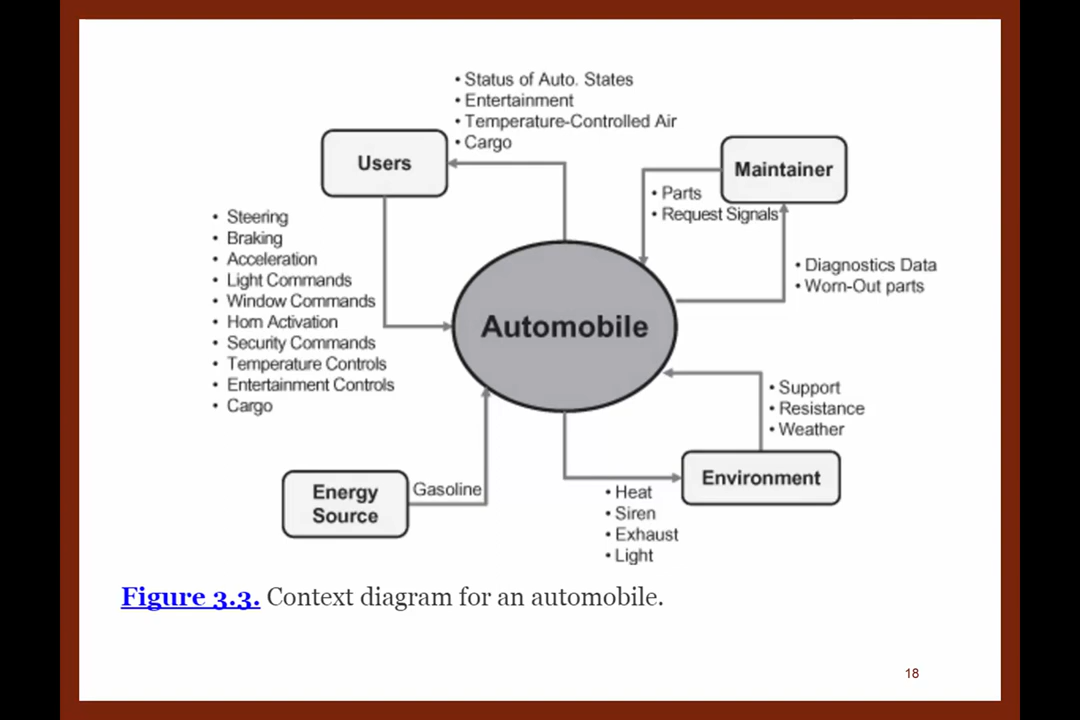 • Status of Auto. States
• Entertainment
• Temperature-Controlled Air
• Cargo
Users
Maintainer
• Parts
• Request Signals
• Steering
• Braking
• Acceleration
• Light Commands
• Window Commands
• Horn Activation
• Security Commands
• Temperature Controls
• Entertainment Controls
• Cargo
• Diagnostics Data
• Worn-Out parts
Automobile
• Support
• Resistance
• Weather
Energy
Source
Gasoline
Environment
• Heat
• Siren
• Exhaust
• Light
Figure 3.3. Context diagram for an automobile.
18